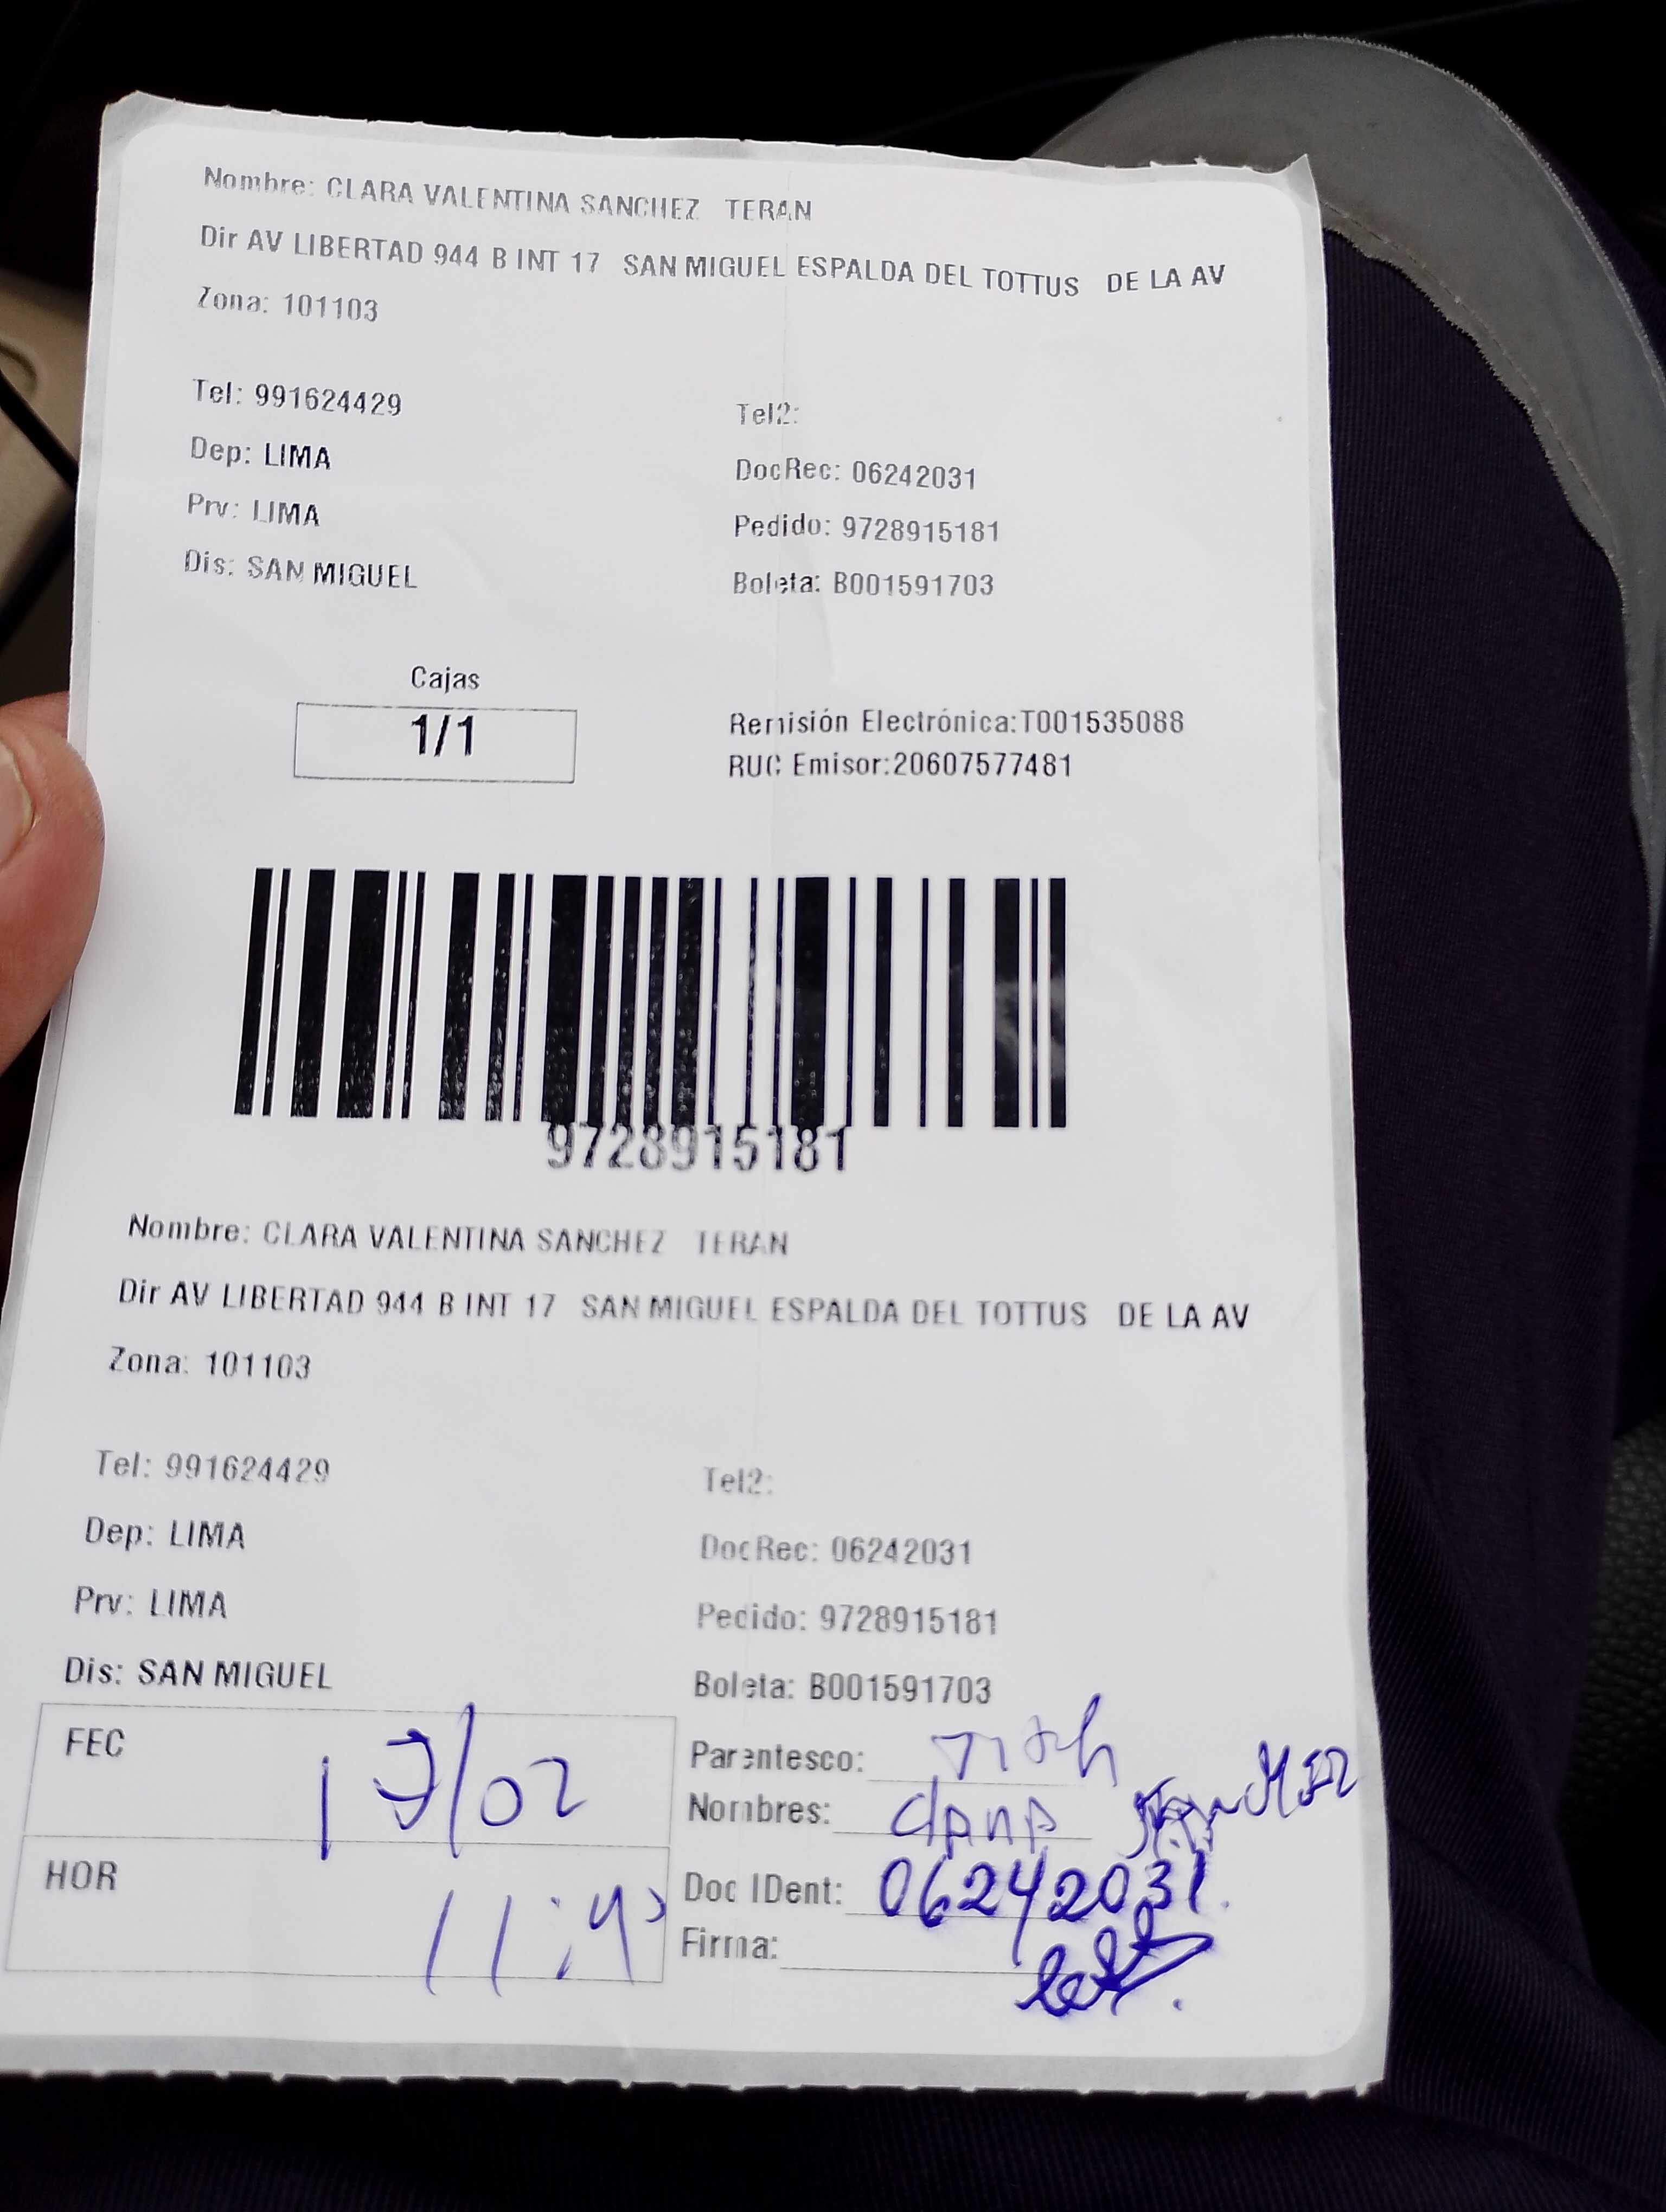 Nombre: CLARA VALENTINA SANCHEZ TERAN
Dir AV LIBERTAD 944 B INT 17 SAN MIGUEL ESPALDA DEL TOTTUS DE LA AV
Zona: 101103
Tel: 991624429 Tel2:
Dep: LIMA DocRec: 06242031
Prv: LIMA Pedido: 9728915181
Dis: SAN MIGUEL Boleta: B001591703
Cajas
1/1
Remisión Electrónica:T001535088
RUC Emisor:20607577481
9728915181
Nombre: CLARA VALENTINA SANCHEZ TERAN
Dir AV LIBERTAD 944 B INT 17 SAN MIGUEL ESPALDA DEL TOTTUS DE LA AV
Zona: 101103
Tel: 991624429 Tel2:
Dep: LIMA DocRec: 06242031
Prv: LIMA Pedido: 9728915181
Dis: SAN MIGUEL Boleta: B001591703
FEC 17/02 Parentesco:
Nombres:
HOR Doc IDent: 06242031.
Firma: